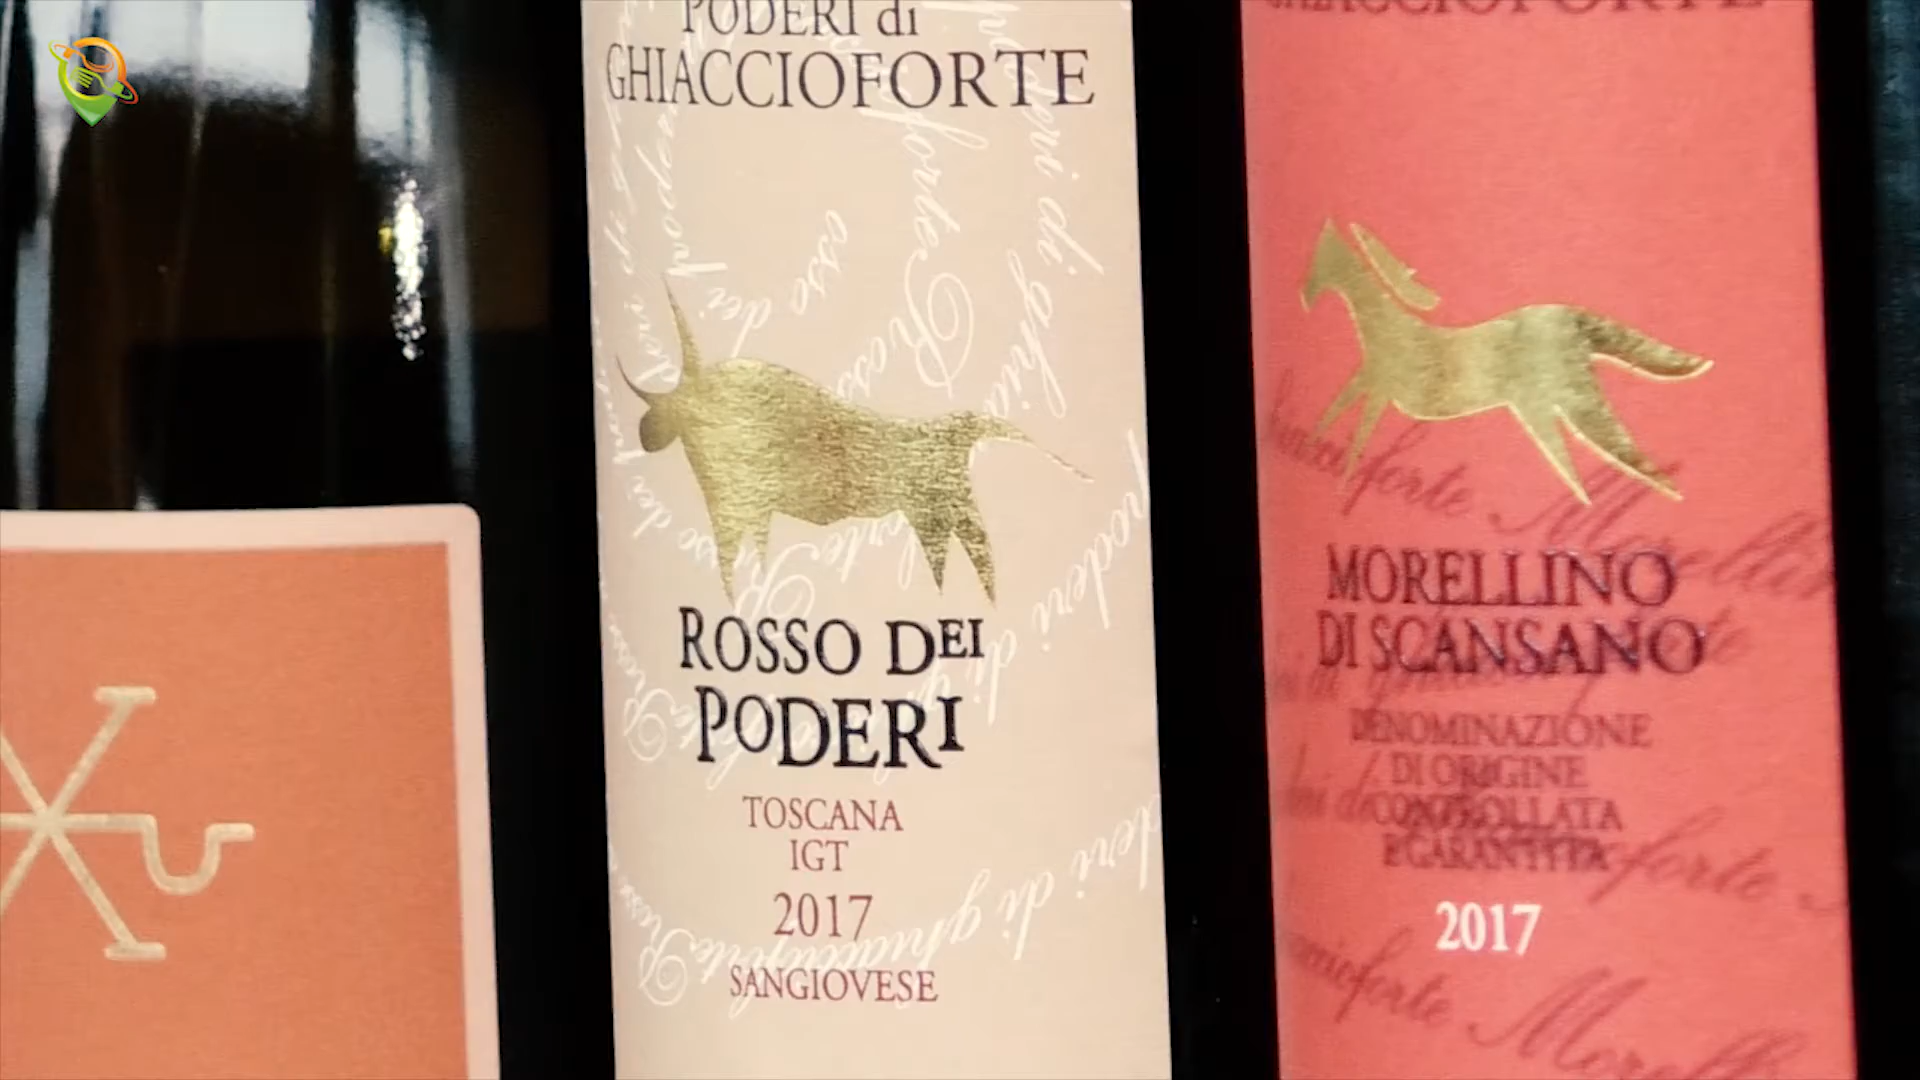 PODERI di
GHIACCIOFORTE
ROSSO DEI
PODERI
TOSCANA
IGT
2017
SANGIOVESE
GHIACCIOFORTE
MORELLINO
DI SCANSANO
DENOMINAZIONE
DI ORIGINE
CONTROLLATA
E GARANTITA
2017